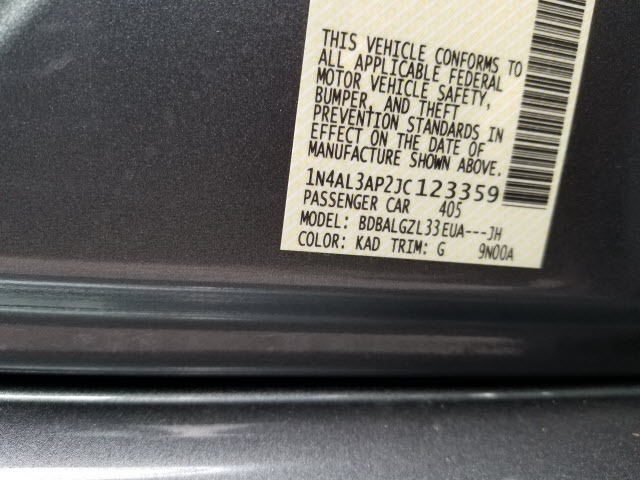 THIS VEHICLE CONFORMS TO
ALL APPLICABLE FEDERAL
MOTOR VEHICLE SAFETY,
BUMPER, AND THEFT
PREVENTION STANDARDS IN
EFFECT ON THE DATE OF
MANUFACTURE SHOWN ABOVE.
1N4AL3AP2JC123359
PASSENGER CAR 405
MODEL: BDBALGZL33EUA---JH
COLOR: KAD TRIM: G 9N00A